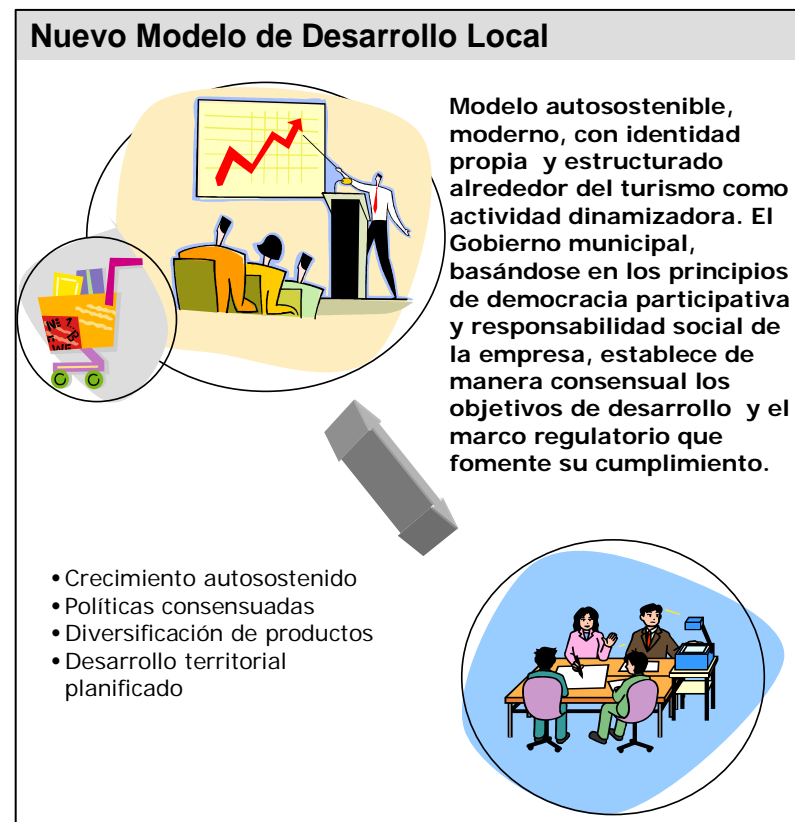 Nuevo Modelo de Desarrollo Local
Modelo autosostenible,
moderno, con identidad
propia y estructurado
alrededor del turismo como
actividad dinamizadora. El
Gobierno municipal,
basándose en los principios
de democracia participativa
y responsabilidad social de
la empresa, establece de
manera consensual los
objetivos de desarrollo y el
marco regulatorio que
fomente su cumplimiento.
• Crecimiento autosostenido
• Políticas consensuadas
• Diversificación de productos
• Desarrollo territorial
planificado